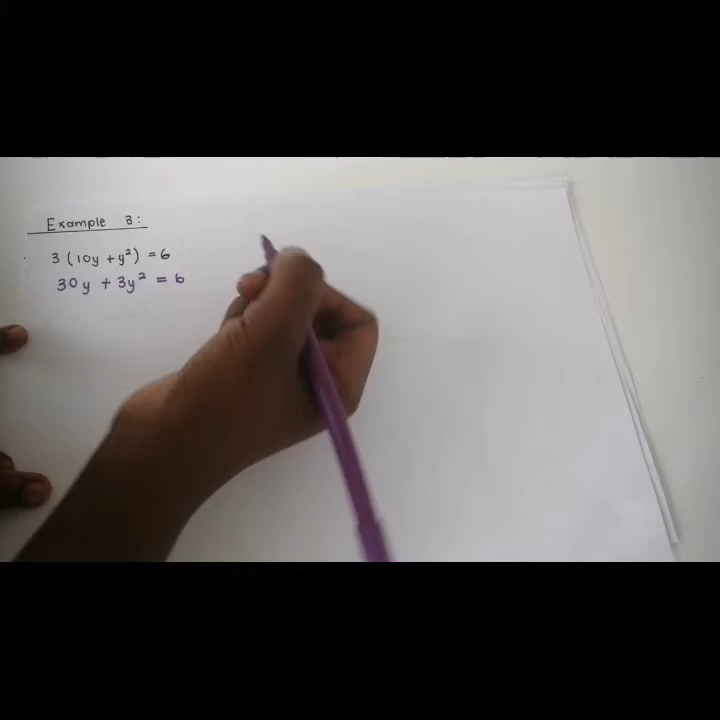 Example 3:
3 (10y + y²) = 6
30y + 3y² = 6